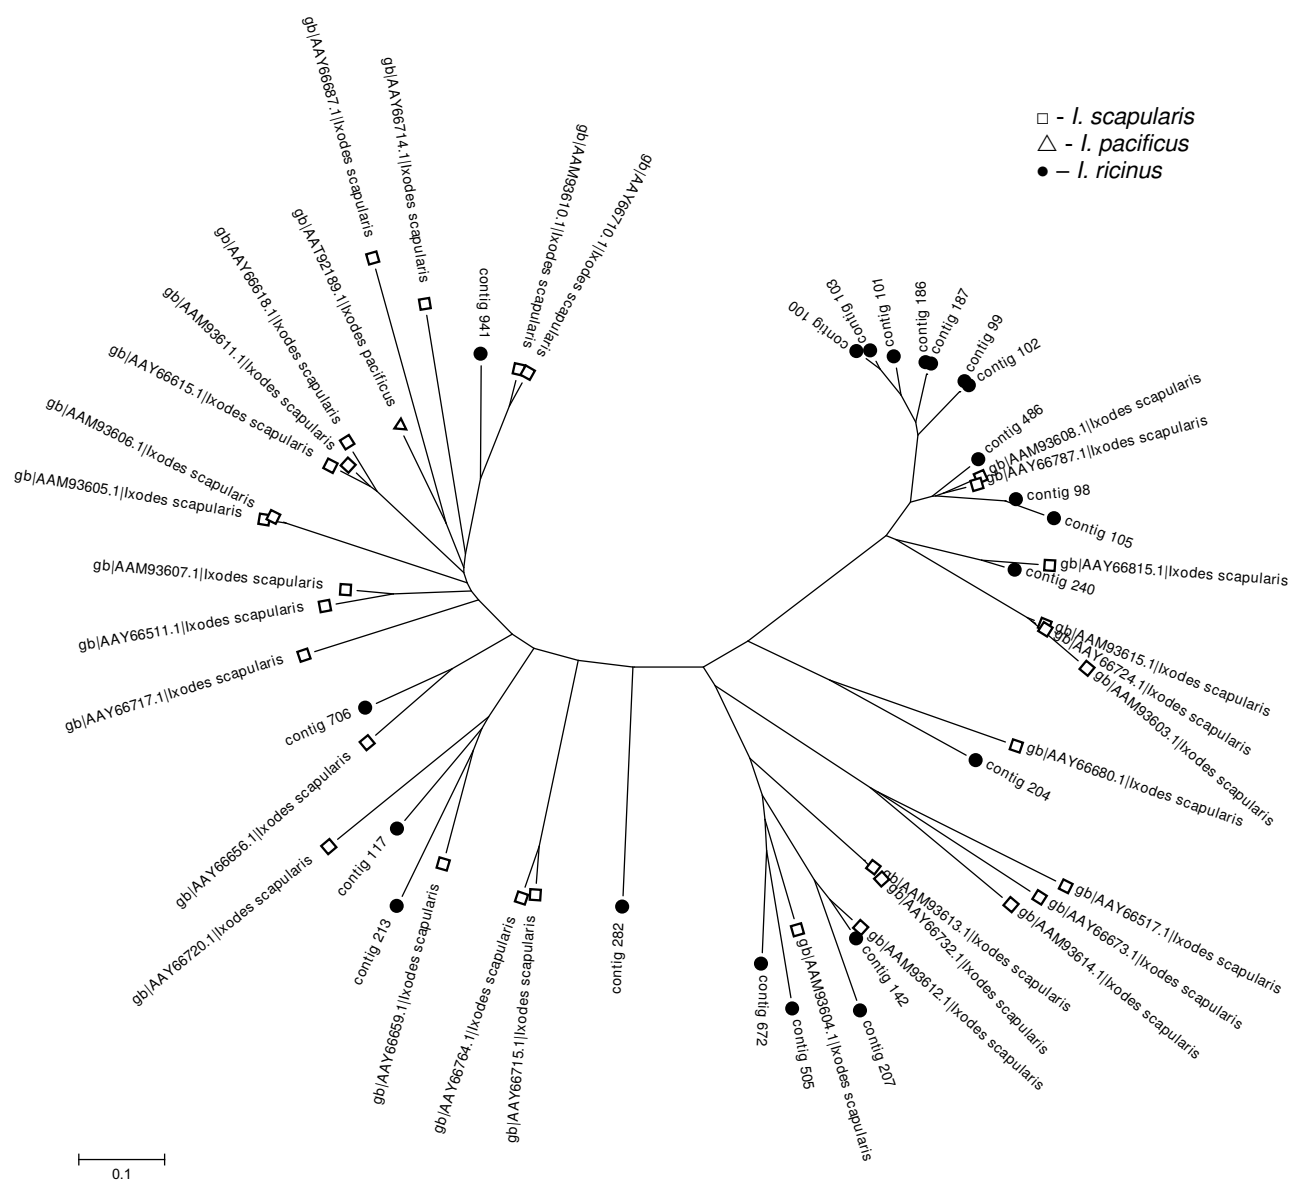 □ - I. scapularis
△ - I. pacificus
● – I. ricinus
gb|AAY66687.1|Ixodes scapularis
gb|AAY66714.1|Ixodes scapularis
contig 941
gb|AAM93610.1|Ixodes scapularis
gb|AAY66710.1|Ixodes scapularis
contig 100
contig 103
contig 101
contig 186
contig 187
contig 99
contig 102
contig 486
gb|AAM93608.1|Ixodes scapularis
gb|AAY66787.1|Ixodes scapularis
contig 98
contig 105
gb|AAY66815.1|Ixodes scapularis
contig 240
gb|AAM93615.1|Ixodes scapularis
gb|AAY66724.1|Ixodes scapularis
gb|AAM93603.1|Ixodes scapularis
gb|AAY66680.1|Ixodes scapularis
contig 204
gb|AAY66517.1|Ixodes scapularis
gb|AAY66673.1|Ixodes scapularis
gb|AAM93614.1|Ixodes scapularis
gb|AAM93613.1|Ixodes scapularis
gb|AAY66732.1|Ixodes scapularis
gb|AAM93612.1|Ixodes scapularis
contig 142
contig 207
gb|AAM93604.1|Ixodes scapularis
contig 505
contig 672
contig 282
gb|AAY66715.1|Ixodes scapularis
gb|AAY66764.1|Ixodes scapularis
gb|AAY66659.1|Ixodes scapularis
contig 213
contig 117
gb|AAY66720.1|Ixodes scapularis
gb|AAY66656.1|Ixodes scapularis
contig 706
gb|AAY66717.1|Ixodes scapularis
gb|AAY66511.1|Ixodes scapularis
gb|AAM93607.1|Ixodes scapularis
gb|AAM93605.1|Ixodes scapularis
gb|AAM93606.1|Ixodes scapularis
gb|AAY66615.1|Ixodes scapularis
gb|AAM93611.1|Ixodes scapularis
gb|AAY66618.1|Ixodes scapularis
gb|AAT92189.1|Ixodes pacificus
0.1